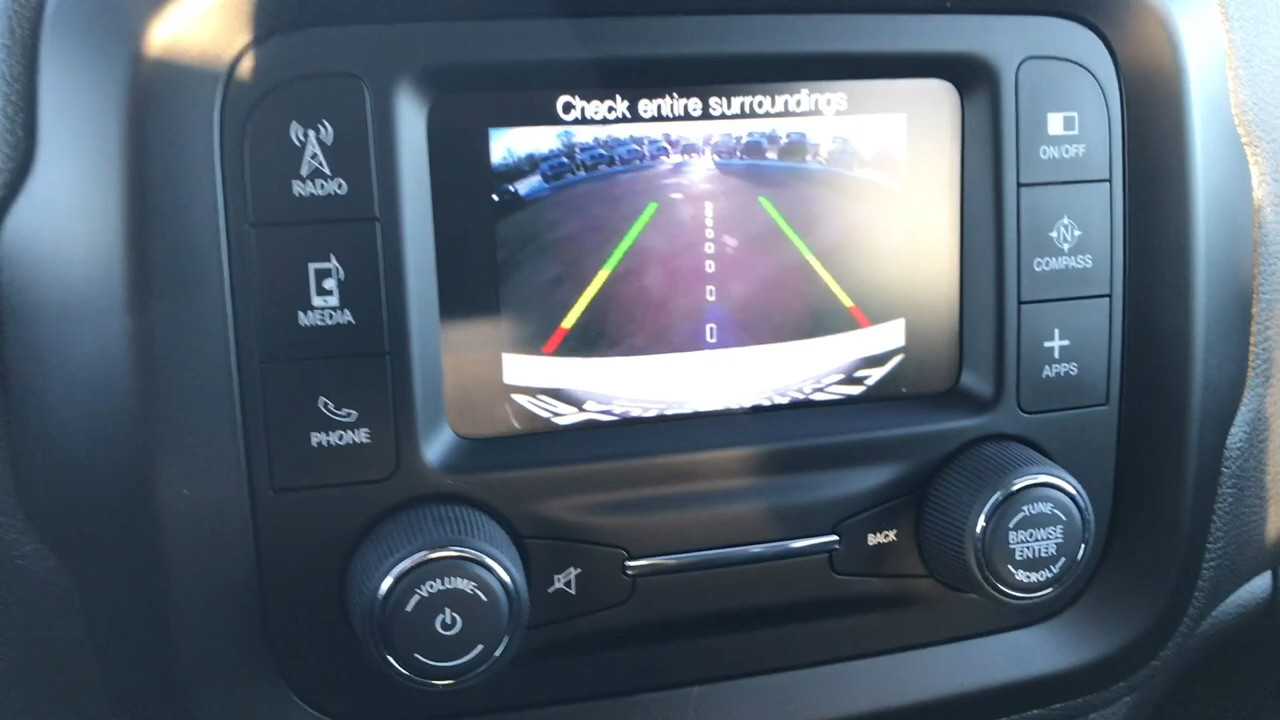 Check entire surroundings
RADIO
MEDIA
PHONE
ON/OFF
N
COMPASS
APPS
VOLUME
BACK
TUNE
BROWSE
ENTER
SCROLL